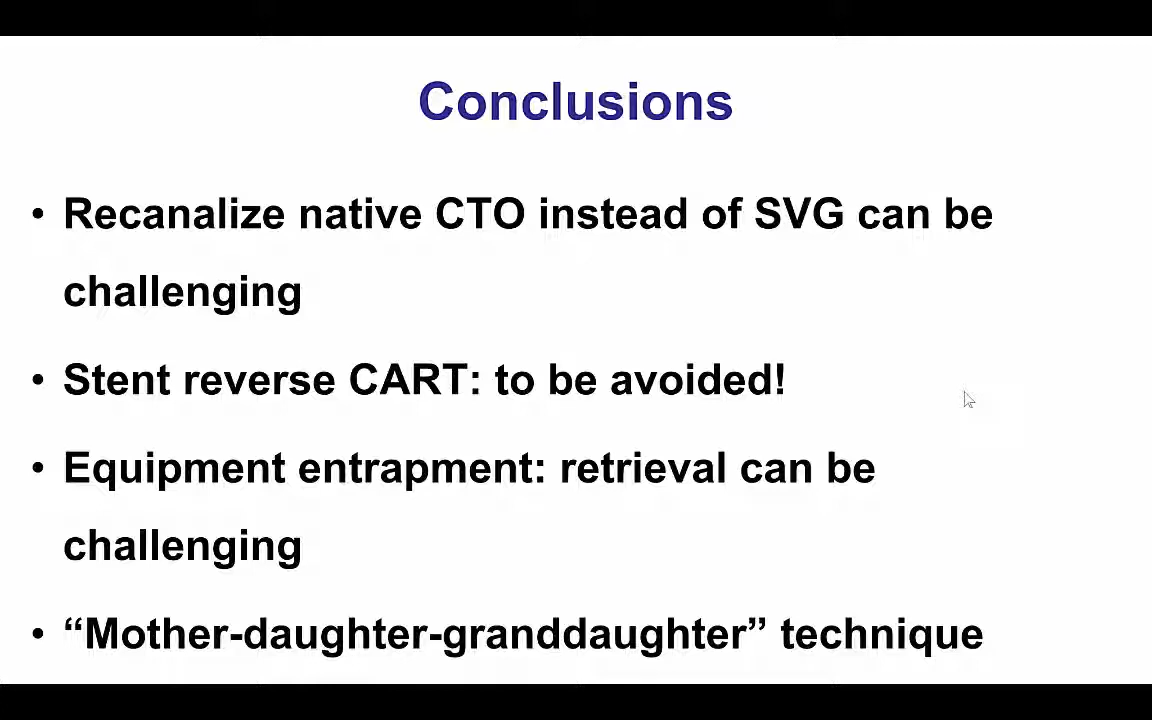 Conclusions
• Recanalize native CTO instead of SVG can be
challenging
• Stent reverse CART: to be avoided!
• Equipment entrapment: retrieval can be
challenging
• “Mother-daughter-granddaughter” technique